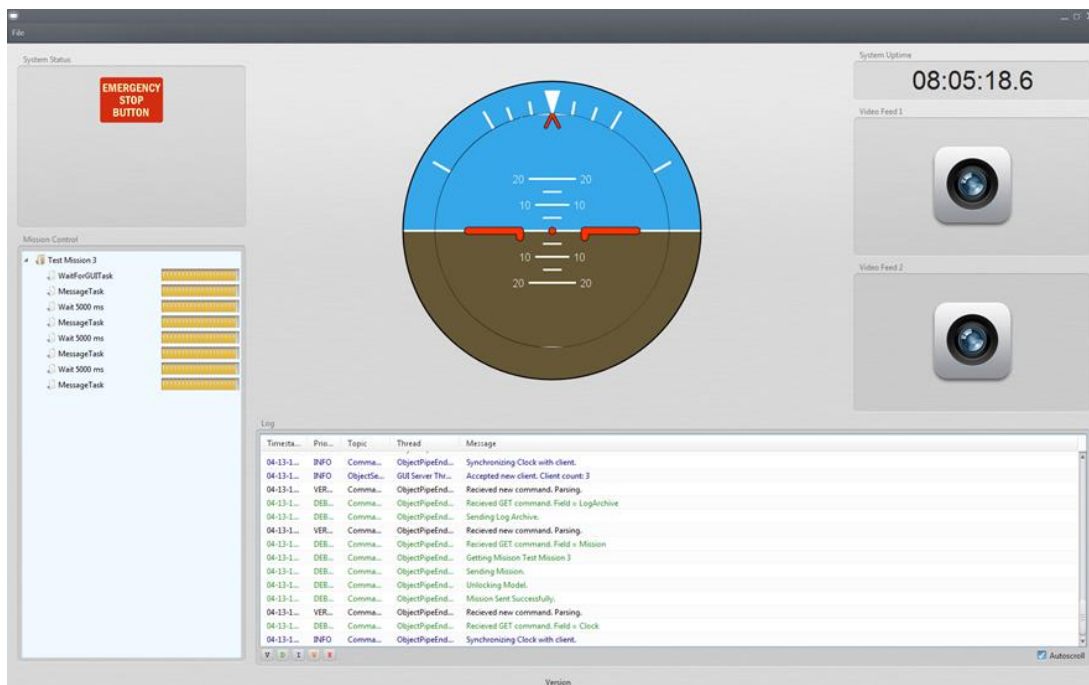 File
System Status
EMERGENCY
STOP
BUTTON
Mission Control
Test Mission 3
WaitForGUITask
MessageTask
Wait 5000 ms
MessageTask
Wait 5000 ms
MessageTask
Wait 5000 ms
MessageTask
20 20
10 10
10 10
20 20
System Uptime
08:05:18.6
Video Feed 1
Video Feed 2
Log
Timesta... Prio... Topic Thread Message
04-13-1... INFO Comma... ObjectPipeEnd... Synchronizing Clock with client.
04-13-1... INFO ObjectSe... GUI Server Thr... Accepted new client. Client count: 3
04-13-1... VER... Comma... ObjectPipeEnd... Recieved new command. Parsing.
04-13-1... DEB... Comma... ObjectPipeEnd... Recieved GET command. Field = LogArchive
04-13-1... DEB... Comma... ObjectPipeEnd... Sending Log Archive.
04-13-1... VER... Comma... ObjectPipeEnd... Recieved new command. Parsing.
04-13-1... DEB... Comma... ObjectPipeEnd... Recieved GET command. Field = Mission
04-13-1... DEB... Comma... ObjectPipeEnd... Getting Misison Test Mission 3
04-13-1... DEB... Comma... ObjectPipeEnd... Sending Mission.
04-13-1... DEB... Comma... ObjectPipeEnd... Unlocking Model.
04-13-1... DEB... Comma... ObjectPipeEnd... Mission Sent Successfully.
04-13-1... VER... Comma... ObjectPipeEnd... Recieved new command. Parsing.
04-13-1... DEB... Comma... ObjectPipeEnd... Recieved GET command. Field = Clock
04-13-1... INFO Comma... ObjectPipeEnd... Synchronizing Clock with client.
V D I W
Autoscroll
Version